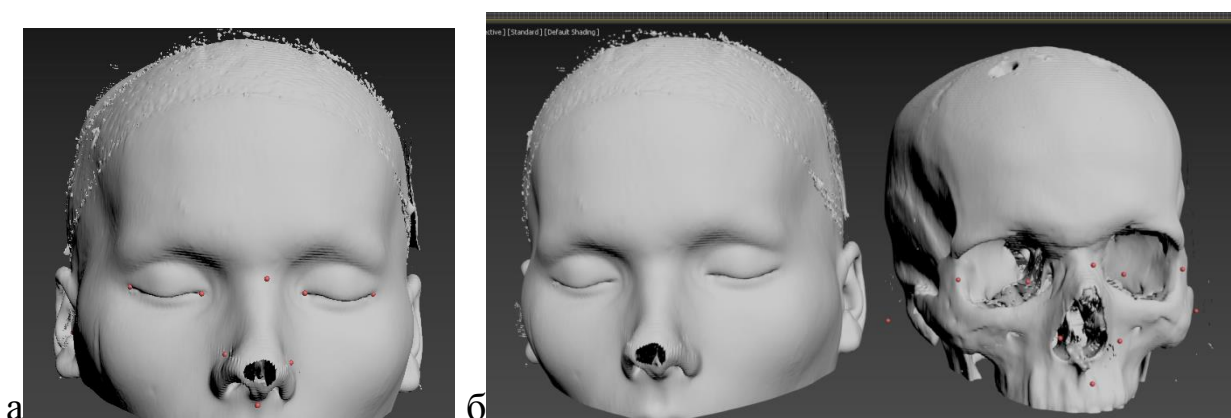 ctive ] [Standard ] [Default Shading ]
а
б